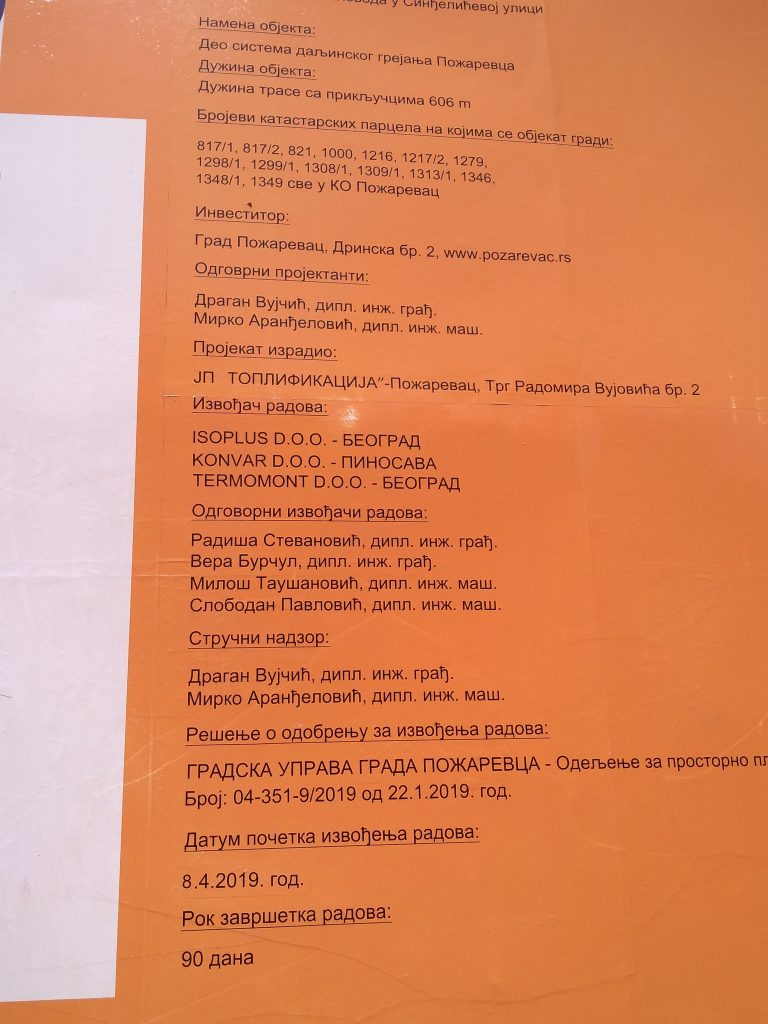 у Синђелићевој улици
Намена објекта:
Део система даљинског грејања Пожаревца
Дужина објекта:
Дужина трасе са прикључцима 606 m
Бројеви катастарских парцела на којима се објекат гради:
817/1, 817/2, 821, 1000, 1216, 1217/2, 1279,
1298/1, 1299/1, 1308/1, 1309/1, 1313/1, 1346,
1348/1, 1349 све у КО Пожаревац
Инвеститор:
Град Пожаревац, Дринска бр. 2, www.pozarevac.rs
Одговрни пројектанти:
Драган Вујчић, дипл. инж. грађ.
Мирко Аранђеловић, дипл. инж. маш.
Пројекат израдио:
ЈП ТОПЛИФИКАЦИЈА”-Пожаревац, Трг Радомира Вујовића бр. 2
Извођач радова:
ISOPLUS D.O.O. - БЕОГРАД
KONVAR D.O.O. - ПИНОСАВА
TERMOMONT D.O.O. - БЕОГРАД
Одговорни извођачи радова:
Радиша Стевановић, дипл. инж. грађ.
Вера Бурчул, дипл. инж. грађ.
Милош Таушановић, дипл. инж. маш.
Слободан Павловић, дипл. инж. маш.
Стручни надзор:
Драган Вујчић, дипл. инж. грађ.
Мирко Аранђеловић, дипл. инж. маш.
Решење о одобрењу за извођења радова:
ГРАДСКА УПРАВА ГРАДА ПОЖАРЕВЦА - Одељење за просторно
Број: 04-351-9/2019 од 22.1.2019. год.
Датум почетка извођења радова:
8.4.2019. год.
Рок завршетка радова:
90 дана